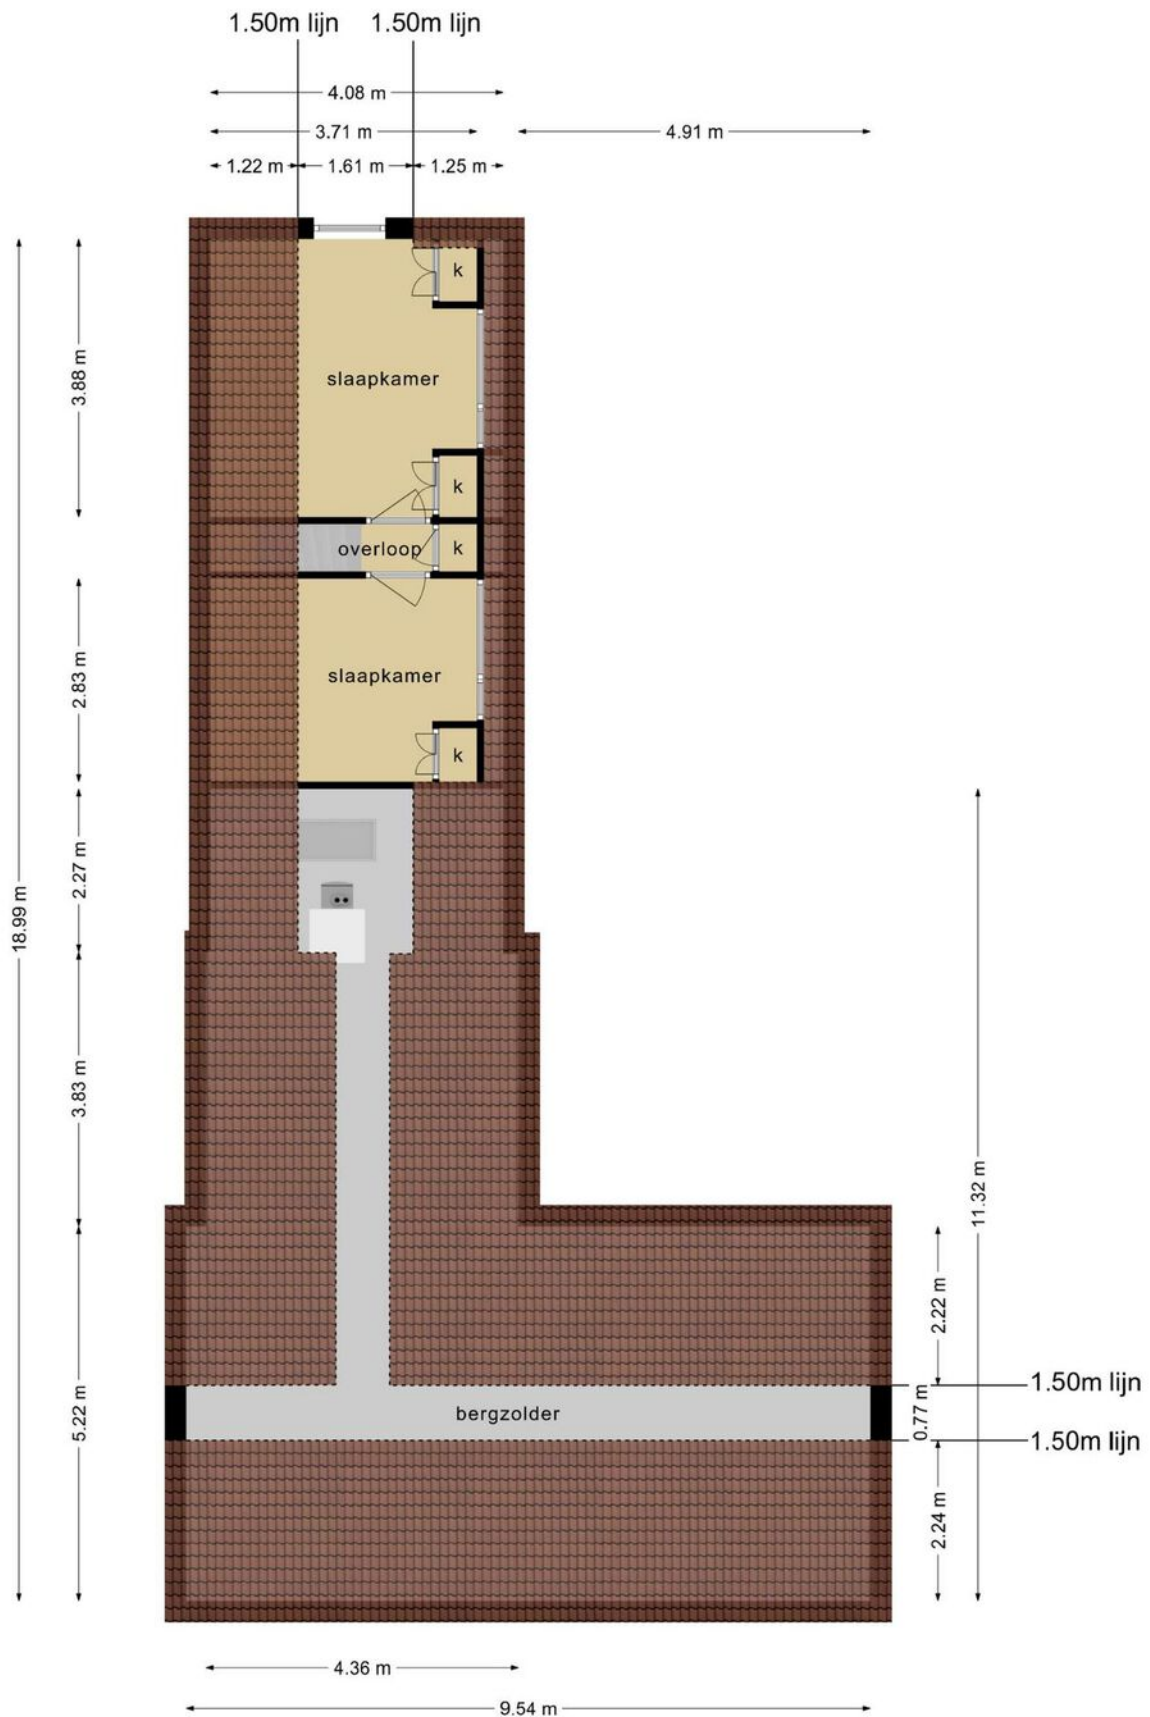 1.50m lijn 1.50m lijn
4.08 m
3.71 m 4.91 m
1.22 m 1.61 m 1.25 m
k
3.88 m
slaapkamer
k
overloop k
2.83 m
slaapkamer
k
2.27 m
18.99 m
3.83 m
11.32 m
2.22 m
1.50m lijn
5.22 m
bergzolder
0.77 m
1.50m lijn
2.24 m
4.36 m
9.54 m